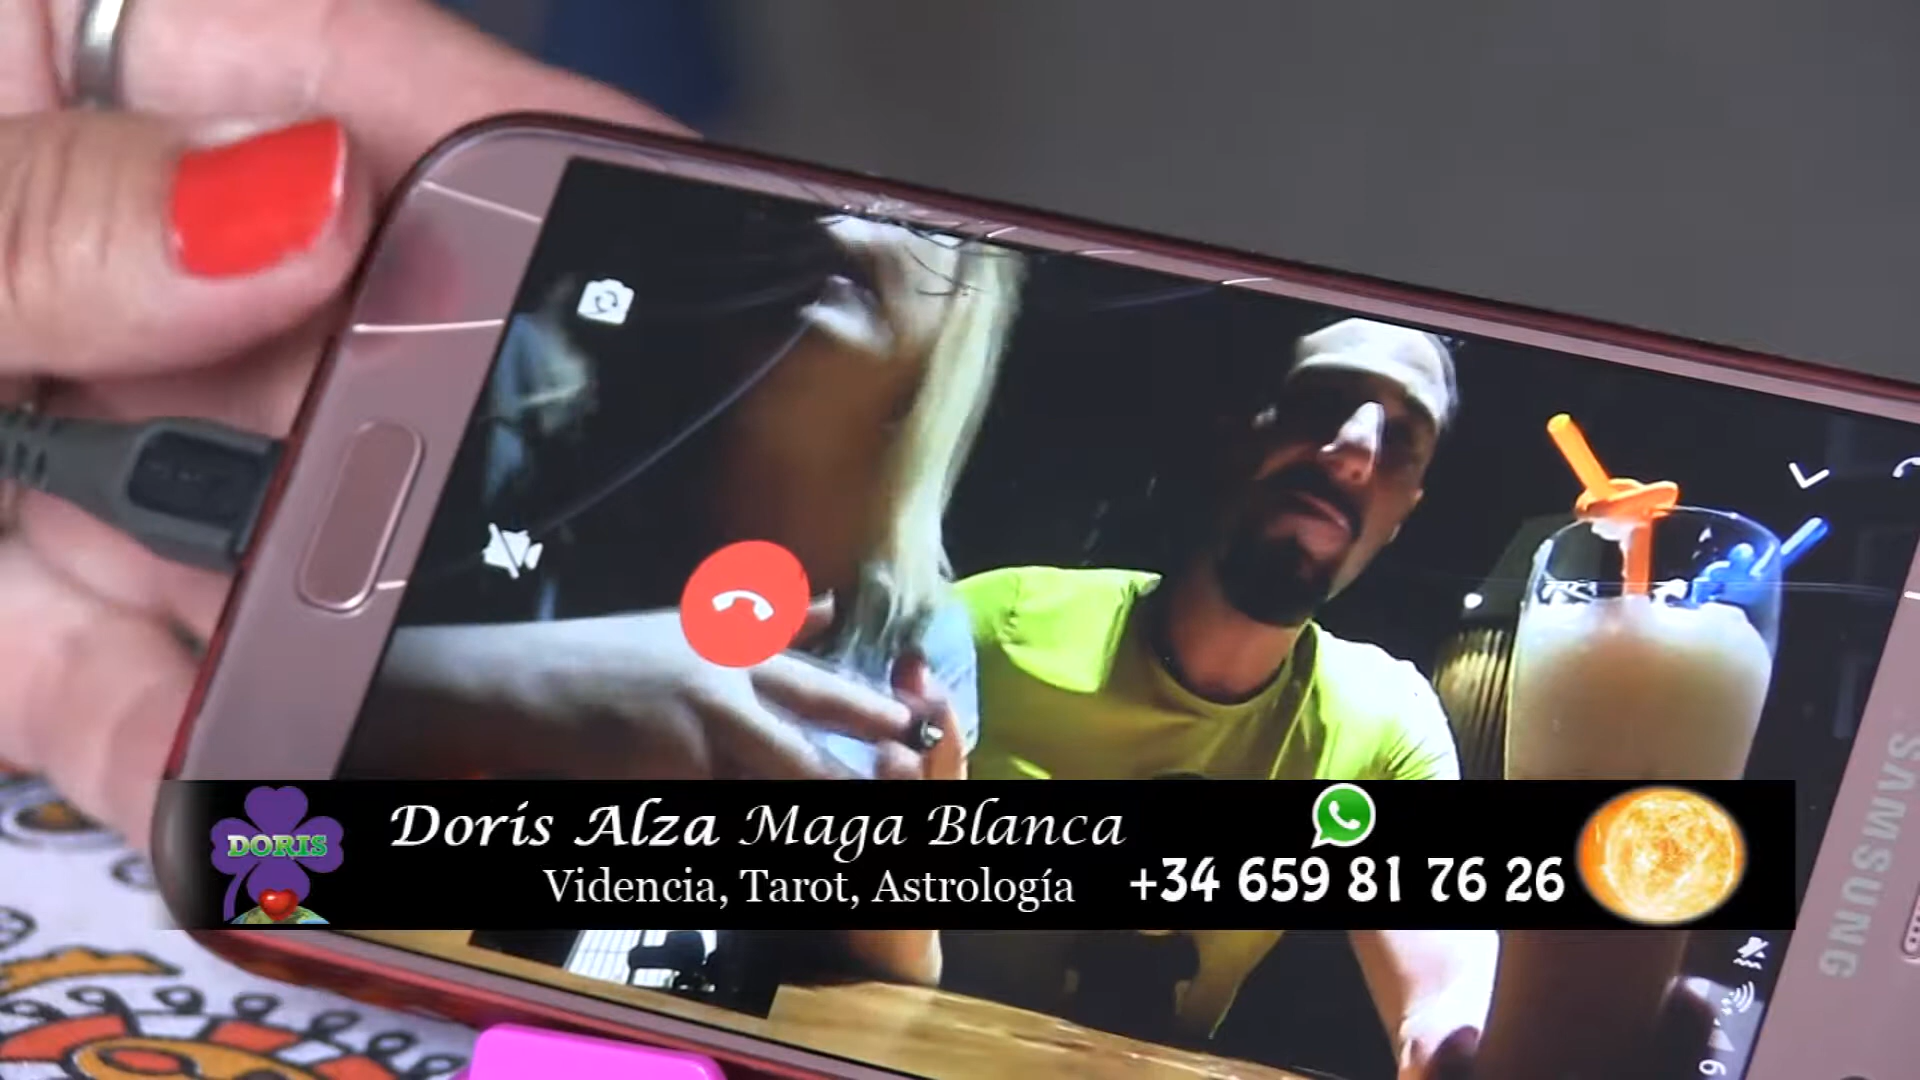 DORIS
Doris Alza Maga Blanca
Videncia, Tarot, Astrología
+34 659 81 76 26
SAMSUNG